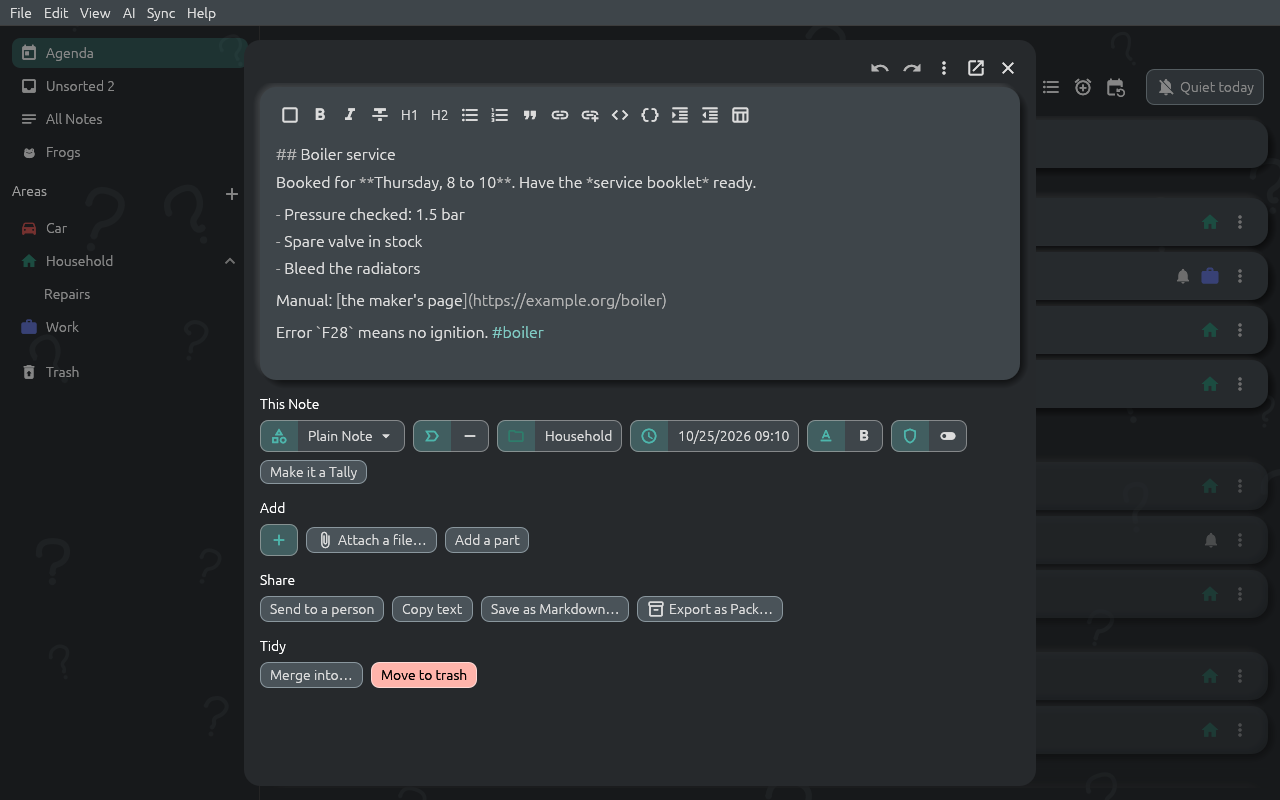 File Edit View AI Sync Help
Agenda
Unsorted 2
All Notes
Frogs
Areas
Car
Household
Repairs
Work
Trash
Quiet today
B I H1 H2
## Boiler service
Booked for **Thursday, 8 to 10**. Have the *service booklet* ready.
- Pressure checked: 1.5 bar
- Spare valve in stock
- Bleed the radiators
Manual: [the maker's page](https://example.org/boiler)
Error `F28` means no ignition. #boiler
This Note
Plain Note Household 10/25/2026 09:10 A B
Make it a Tally
Add
Attach a file... Add a part
Share
Send to a person Copy text Save as Markdown... Export as Pack...
Tidy
Merge into... Move to trash